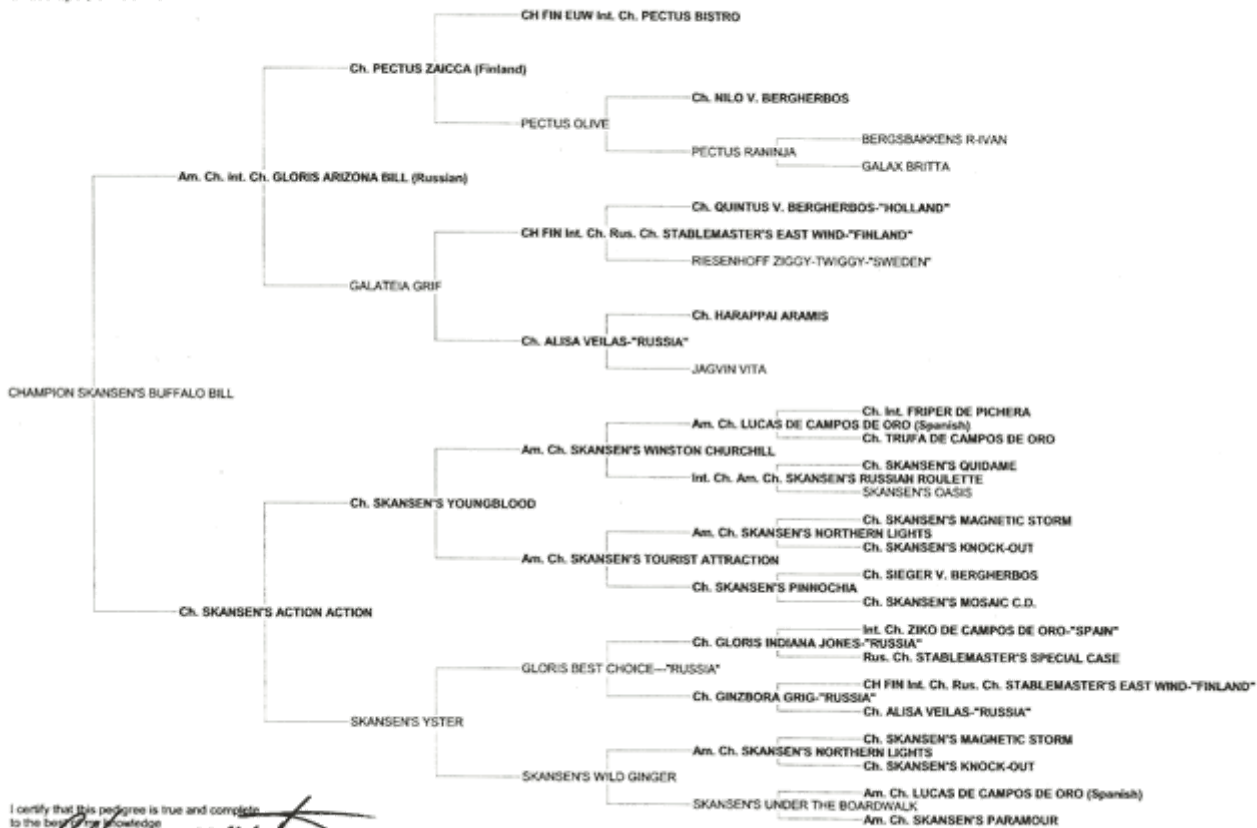 CH FIN EUW Int. Ch. PECTUS BISTRO
Ch. PECTUS ZAICCA (Finland)
Ch. NILO V. BERGHERBOS
PECTUS OLIVE
BERGSBAKKENS R-IVAN
PECTUS RANINJA
GALAX BRITTA
Am. Ch. int. Ch. GLORIS ARIZONA BILL (Russian)
Ch. QUINTUS V. BERGHERBOS-"HOLLAND"
CH FIN Int. Ch. Rus. Ch. STABLEMASTER'S EAST WIND-"FINLAND"
RIESENHOFF ZIGGY-TWIGGY-"SWEDEN"
GALATEIA GRIF
Ch. HARAPPAI ARAMIS
Ch. ALISA VEILAS-"RUSSIA"
JAGVIN VITA
CHAMPION SKANSEN'S BUFFALO BILL
Ch. Int. FRIPER DE PICHERA
Am. Ch. LUCAS DE CAMPOS DE ORO (Spanish)
Ch. TRUFA DE CAMPOS DE ORO
Am. Ch. SKANSEN'S WINSTON CHURCHILL
Ch. SKANSEN'S QUIDAME
Int. Ch. Am. Ch. SKANSEN'S RUSSIAN ROULETTE
SKANSEN'S OASIS
Ch. SKANSEN'S YOUNGBLOOD
Ch. SKANSEN'S MAGNETIC STORM
Am. Ch. SKANSEN'S NORTHERN LIGHTS
Ch. SKANSEN'S KNOCK-OUT
Am. Ch. SKANSEN'S TOURIST ATTRACTION
Ch. SIEGER V. BERGHERBOS
Ch. SKANSEN'S PINNOCHIA
Ch. SKANSEN'S MOSAIC C.D.
Ch. SKANSEN'S ACTION ACTION
Int. Ch. ZIKO DE CAMPOS DE ORO-"SPAIN"
Ch. GLORIS INDIANA JONES-"RUSSIA"
Rus. Ch. STABLEMASTER'S SPECIAL CASE
GLORIS BEST CHOICE—"RUSSIA"
CH FIN Int. Ch. Rus. Ch. STABLEMASTER'S EAST WIND-"FINLAND"
Ch. GINZBORA GRIG-"RUSSIA"
Ch. ALISA VEILAS-"RUSSIA"
SKANSEN'S YSTER
Ch. SKANSEN'S MAGNETIC STORM
Am. Ch. SKANSEN'S NORTHERN LIGHTS
Ch. SKANSEN'S KNOCK-OUT
SKANSEN'S WILD GINGER
Am. Ch. LUCAS DE CAMPOS DE ORO (Spanish)
SKANSEN'S UNDER THE BOARDWALK
Am. Ch. SKANSEN'S PARAMOUR
I certify that this pedigree is true and complete
to the best of my knowledge